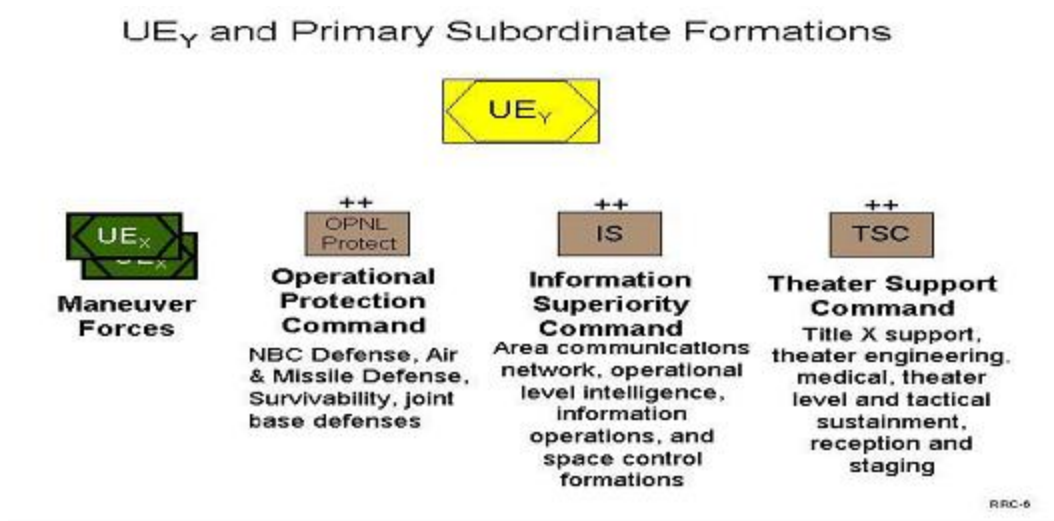 UEY and Primary Subordinate Formations
UEY
++
++
++
UEX
UEX
OPNL
Protect
IS
TSC
Maneuver
Forces
Operational
Protection
Command
NBC Defense, Air
& Missile Defense,
Survivability, joint
base defenses
Information
Superiority
Command
Area communications
network, operational
level intelligence,
information
operations, and
space control
formations
Theater Support
Command
Title X support,
theater engineering,
medical, theater
level and tactical
sustainment,
reception and
staging
RRC-6